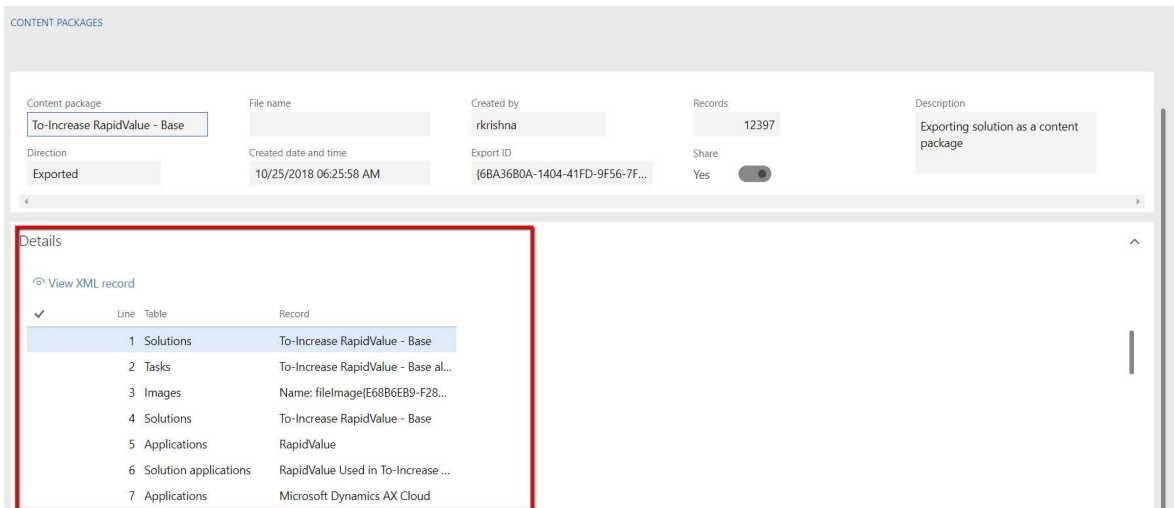 CONTENT PACKAGES
Content package File name Created by Records Description
To-Increase RapidValue - Base rkrishna 12397 Exporting solution as a content
package
Direction Created date and time Export ID Share
Exported 10/25/2018 06:25:58 AM {6BA36B0A-1404-41FD-9F56-7F... Yes
Details
View XML record
Line Table Record
1 Solutions To-Increase RapidValue - Base
2 Tasks To-Increase RapidValue - Base al...
3 Images Name: fileImage{E68B6EB9-F28...
4 Solutions To-Increase RapidValue - Base
5 Applications RapidValue
6 Solution applications RapidValue Used in To-Increase ...
7 Applications Microsoft Dynamics AX Cloud